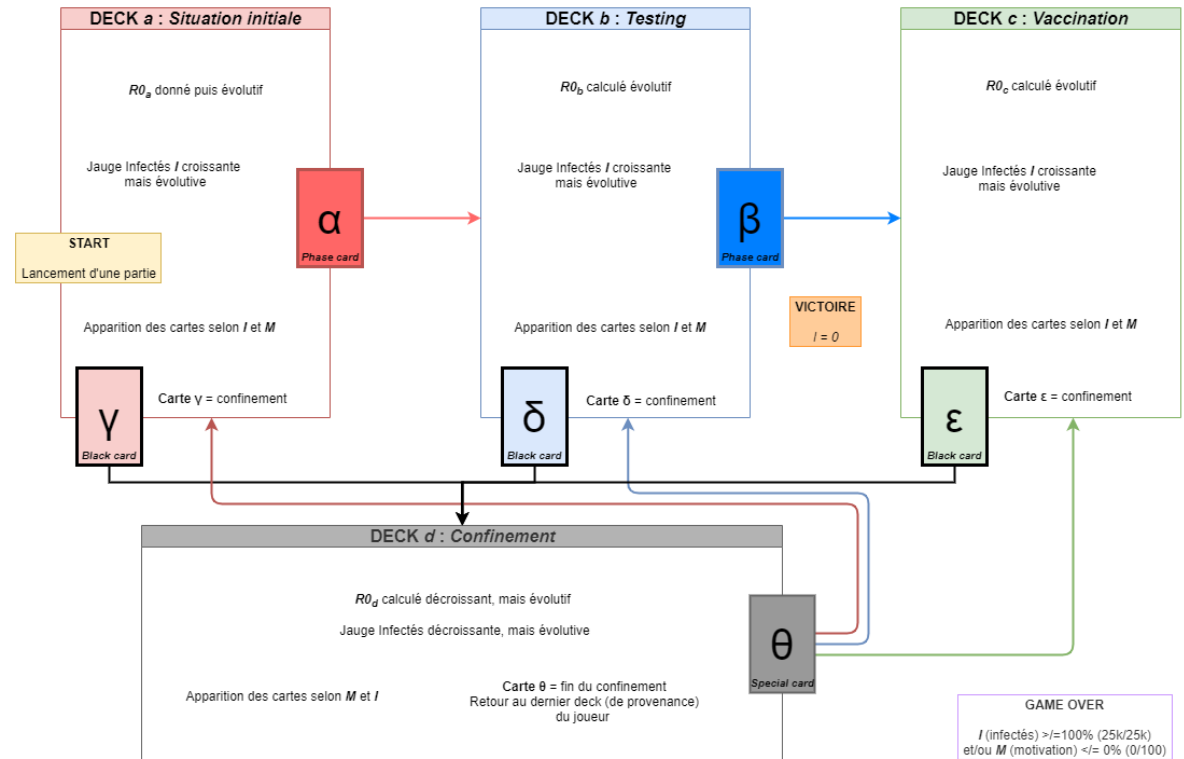 DECK a : Situation initiale
R0a donné puis évolutif
Jauge Infectés I croissante
mais évolutive
α
Phase card
START
Lancement d'une partie
Apparition des cartes selon I et M
Carte γ = confinement
γ
Black card
DECK b : Testing
R0b calculé évolutif
Jauge Infectés I croissante
mais évolutive
β
Phase card
Apparition des cartes selon I et M
Carte δ = confinement
δ
Black card
VICTOIRE
I = 0
DECK c : Vaccination
R0c calculé évolutif
Jauge Infectés I croissante
mais évolutive
Apparition des cartes selon I et M
Carte ε = confinement
ε
Black card
DECK d : Confinement
R0d calculé décroissant, mais évolutif
Jauge Infectés décroissante, mais évolutive
Apparition des cartes selon M et I
Carte θ = fin du confinement
Retour au dernier deck (de provenance)
du joueur
θ
Special card
GAME OVER
I (infectés) >/=100% (25k/25k)
et/ou M (motivation) </= 0% (0/100)